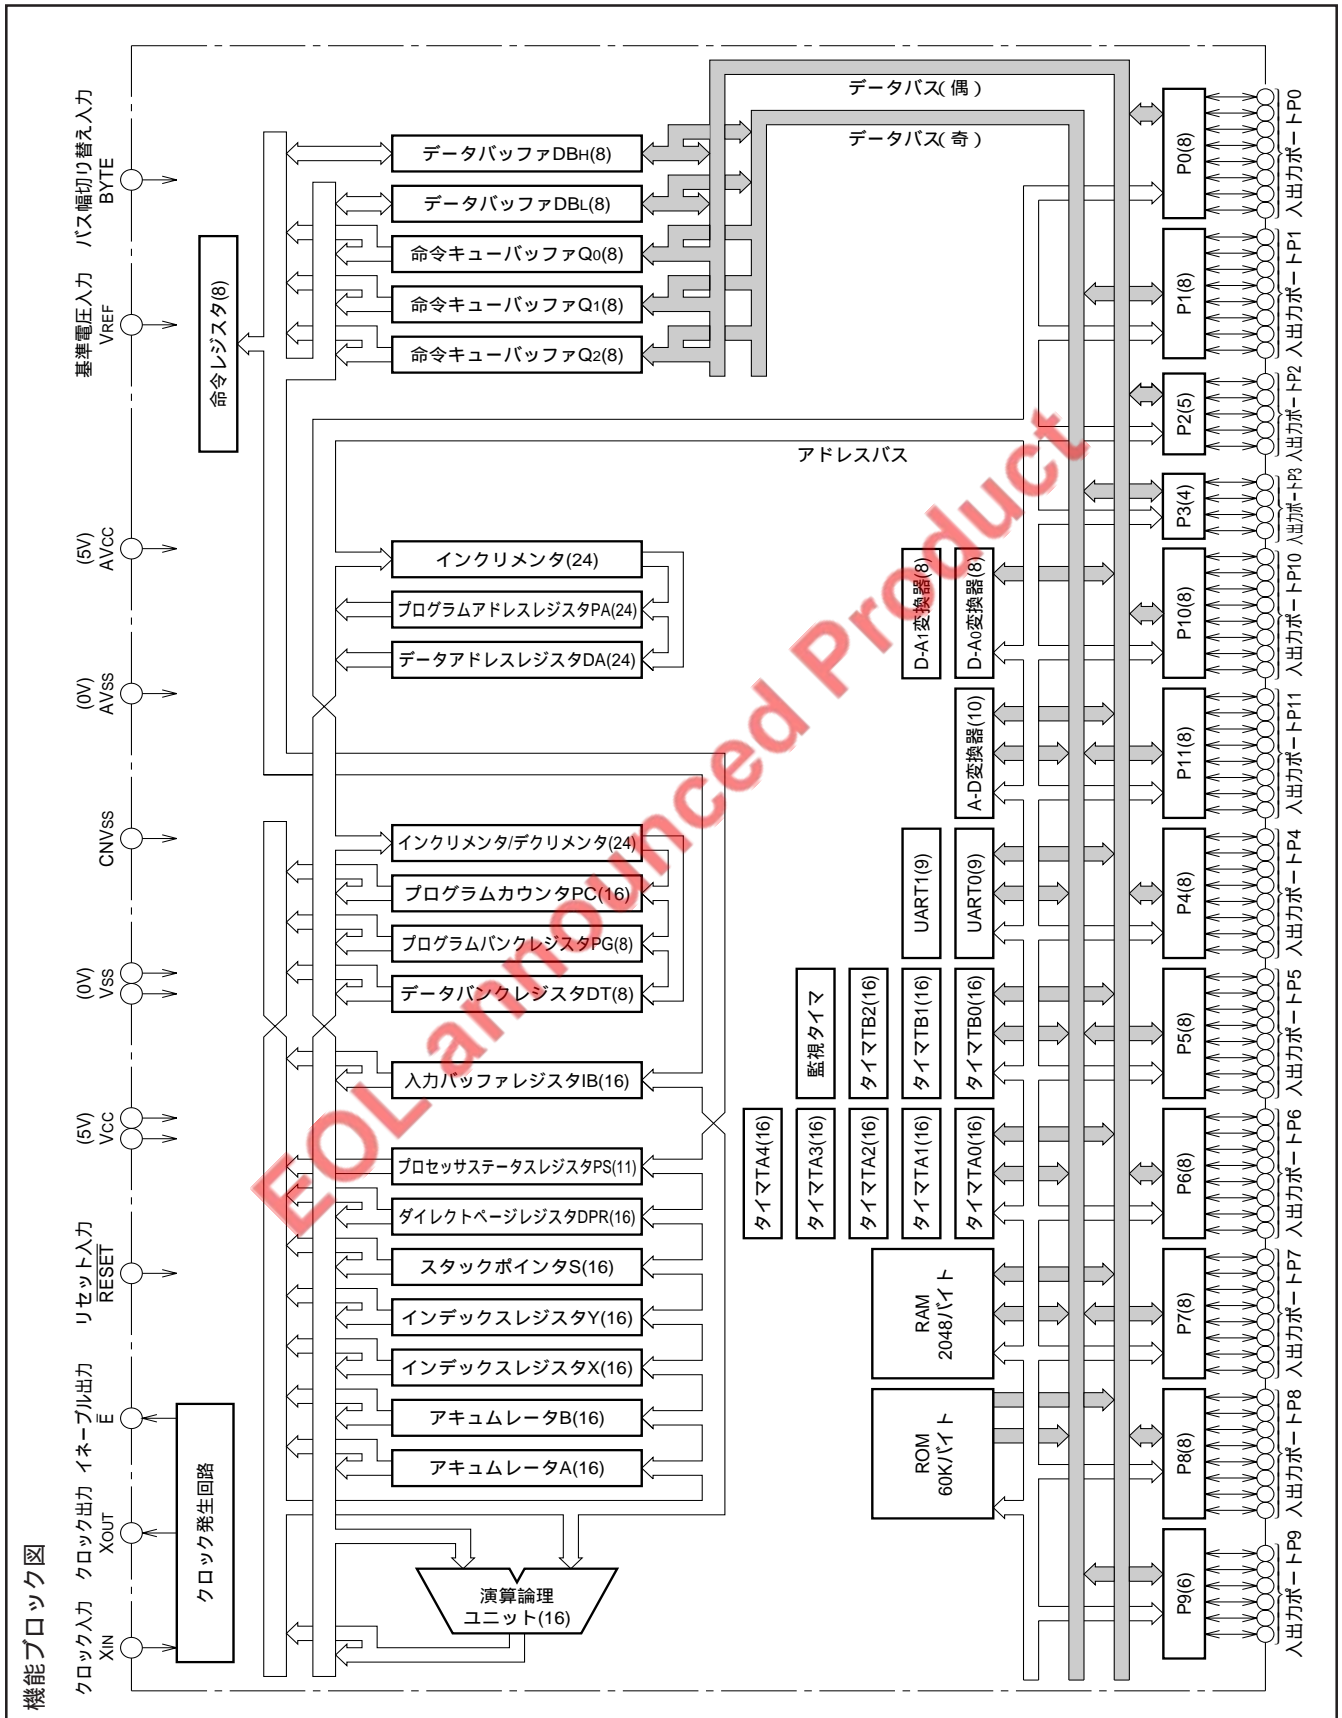 機能ブロック図
クロック入力
XIN
クロック出力
XOUT
イネーブル出力
E
リセット入力
RESET
(5V)
VCC
(0V)
VSS
CNVSS
(0V)
AVSS
(5V)
AVCC
基準電圧入力
VREF
バス幅切り替え入力
BYTE
クロック発生回路
命令レジスタ(8)
データバッファDBH(8)
データバッファDBL(8)
命令キューバッファQ0(8)
命令キューバッファQ1(8)
命令キューバッファQ2(8)
インクリメンタ(24)
プログラムアドレスレジスタPA(24)
データアドレスレジスタDA(24)
インクリメンタ/デクリメンタ(24)
プログラムカウンタPC(16)
プログラムバンクレジスタPG(8)
データバンクレジスタDT(8)
入力バッファレジスタIB(16)
プロセッサステータスレジスタPS(11)
ダイレクトページレジスタDPR(16)
スタックポインタS(16)
インデックスレジスタY(16)
インデックスレジスタX(16)
アキュムレータB(16)
アキュムレータA(16)
演算論理
ユニット(16)
データバス(偶)
データバス(奇)
アドレスバス
D-A1変換器(8)
D-A0変換器(8)
A-D変換器(10)
UART1(9)
UART0(9)
監視タイマ
タイマTB2(16)
タイマTB1(16)
タイマTB0(16)
タイマTA4(16)
タイマTA3(16)
タイマTA2(16)
タイマTA1(16)
タイマTA0(16)
RAM
2048バイト
ROM
60Kバイト
P0(8)
P1(8)
P2(5)
P3(4)
P10(8)
P11(8)
P4(8)
P5(8)
P6(8)
P7(8)
P8(8)
P9(6)
入出力ポートP0
入出力ポートP1
入出力ポートP2
入出力ポートP3
入出力ポートP10
入出力ポートP11
入出力ポートP4
入出力ポートP5
入出力ポートP6
入出力ポートP7
入出力ポートP8
入出力ポートP9
EOL announced Product